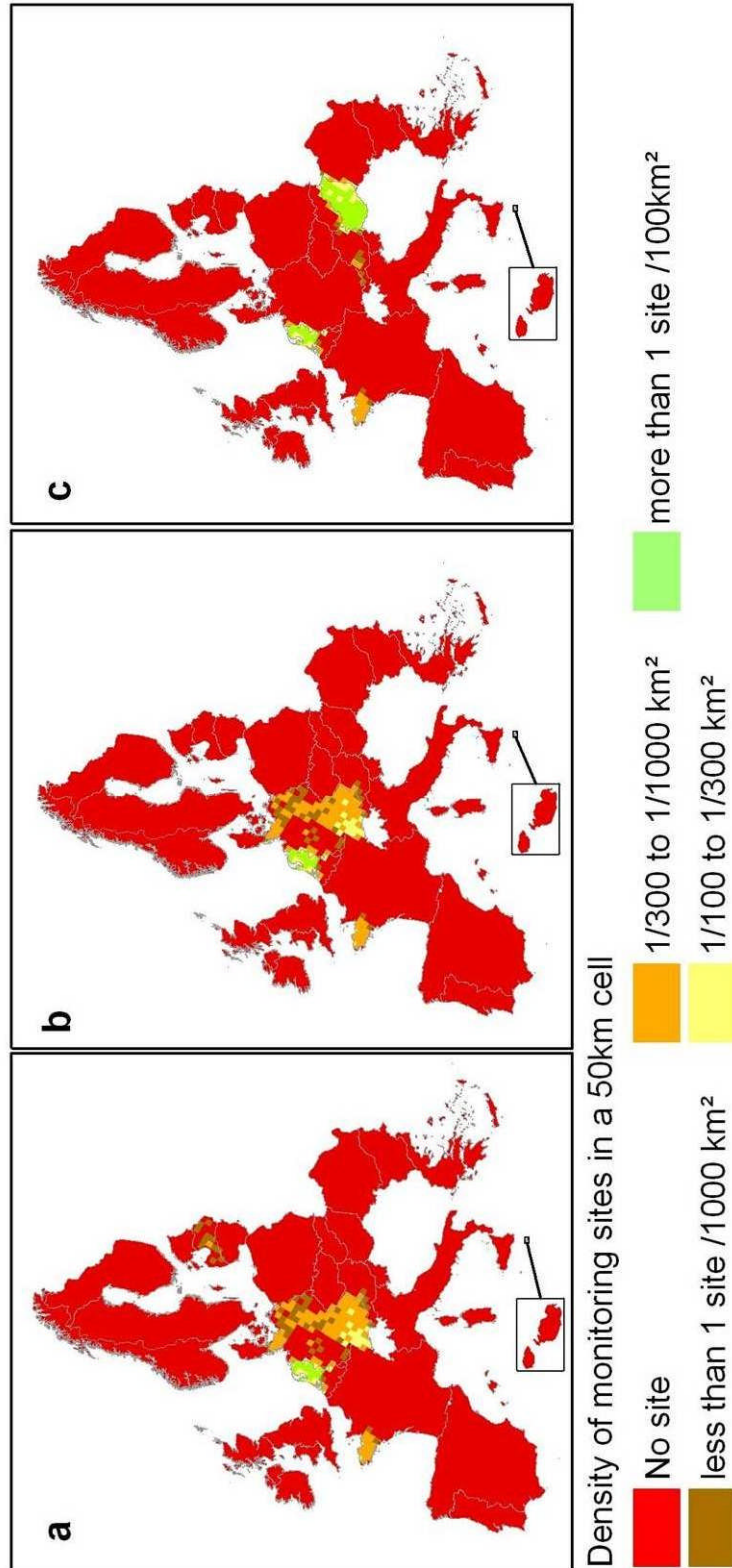 a
b
c
Density of monitoring sites in a 50km cell
No site
1/300 to 1/1000 km²
more than 1 site /100km²
less than 1 site /1000 km²
1/100 to 1/300 km²